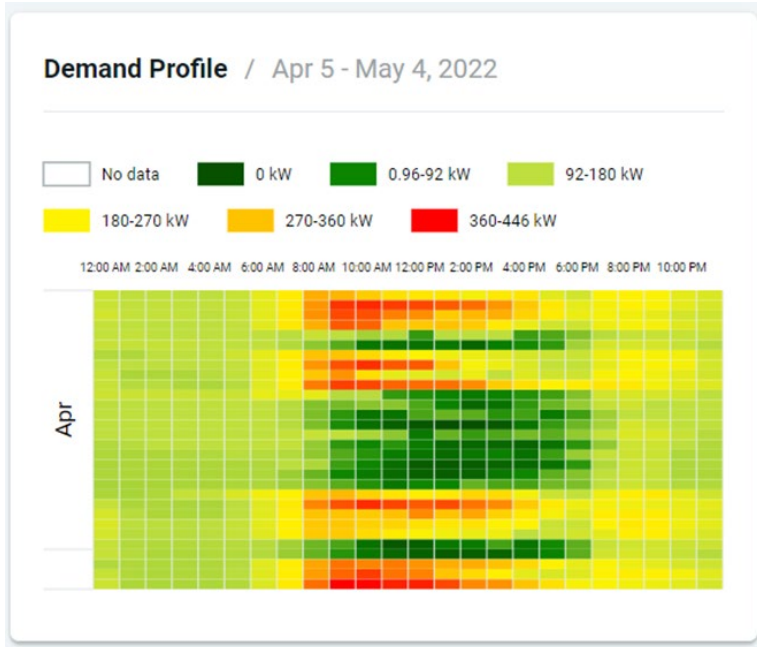 Demand Profile / Apr 5 - May 4, 2022
No data 0 kW 0.96-92 kW 92-180 kW
180-270 kW 270-360 kW 360-446 kW
12:00 AM 2:00 AM 4:00 AM 6:00 AM 8:00 AM 10:00 AM 12:00 PM 2:00 PM 4:00 PM 6:00 PM 8:00 PM 10:00 PM
Apr